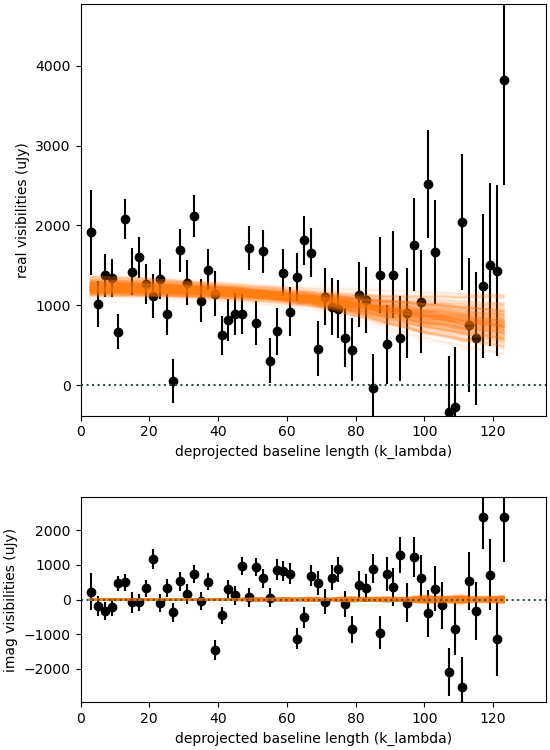 real visibilities (uJy)
4000
3000
2000
1000
0
0 20 40 60 80 100 120
deprojected baseline length (k_lambda)
imag visibilities (uJy)
2000
1000
0
−1000
−2000
0 20 40 60 80 100 120
deprojected baseline length (k_lambda)